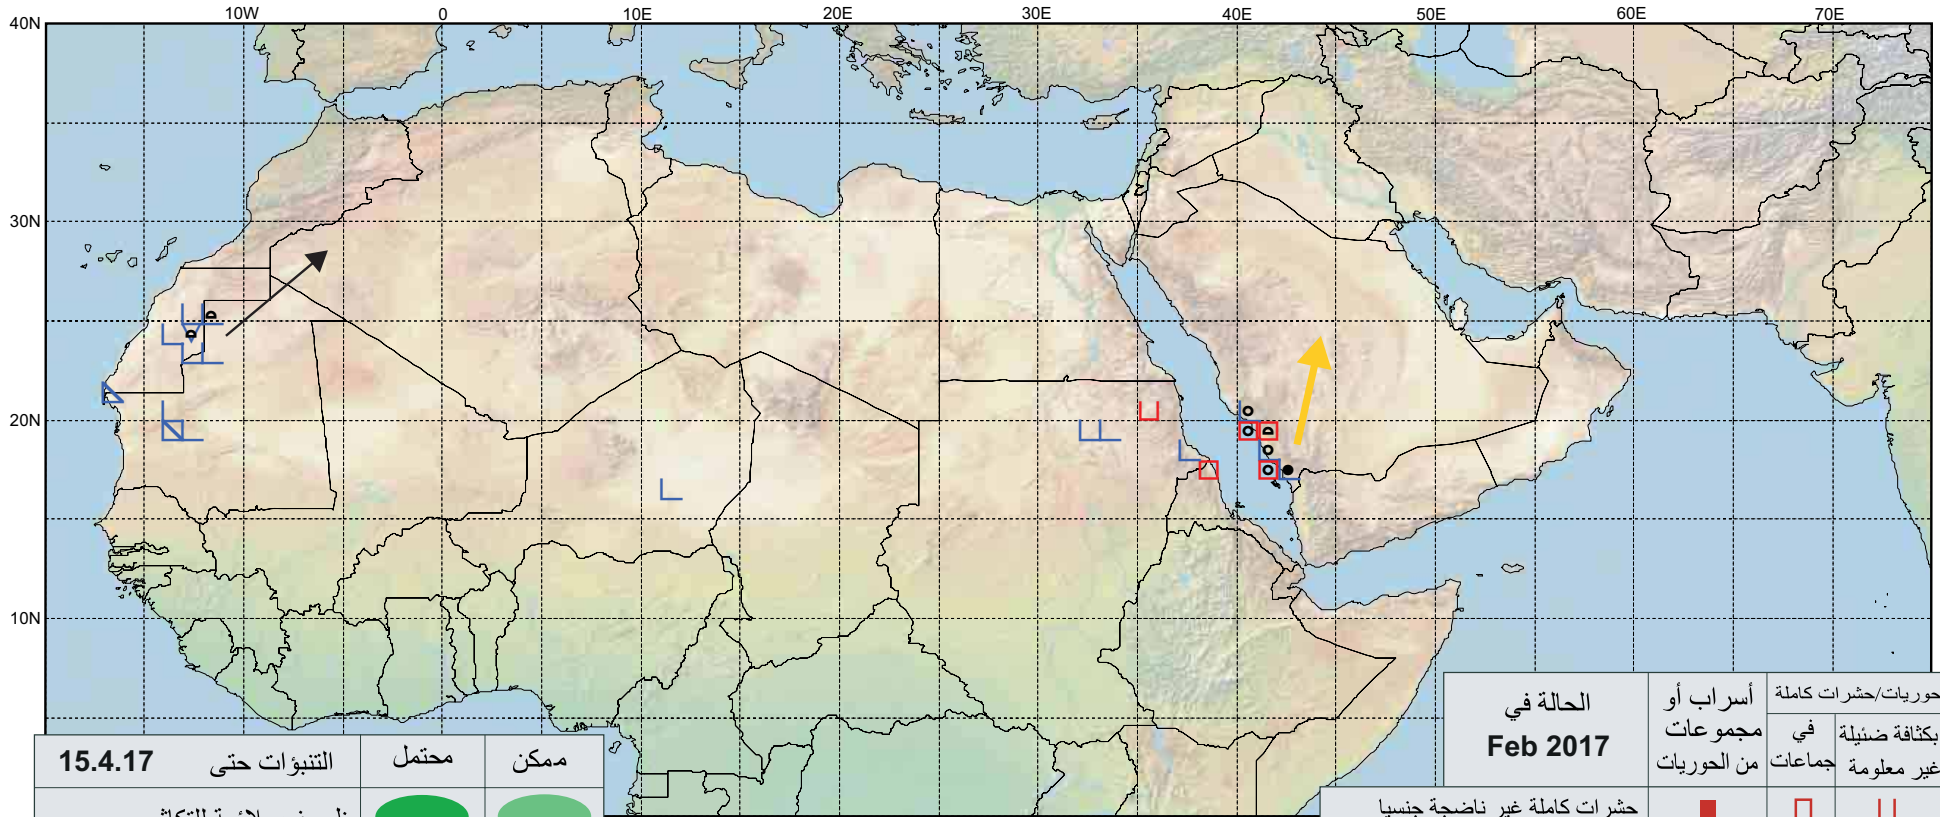 10W 0 10E 20E 30E 40E 50E 60E 70E
40N
30N
20N
10N
التنبؤات حتى 15.4.17
محتمل
ممكن
الحالة في
Feb 2017
أسراب أو
مجموعات
من الحوريات
حوريات/حشرات كاملة
في
جماعات
بكثافة ضئيلة
غير معلومة
حشرات كاملة غير ناضجة جنسيا